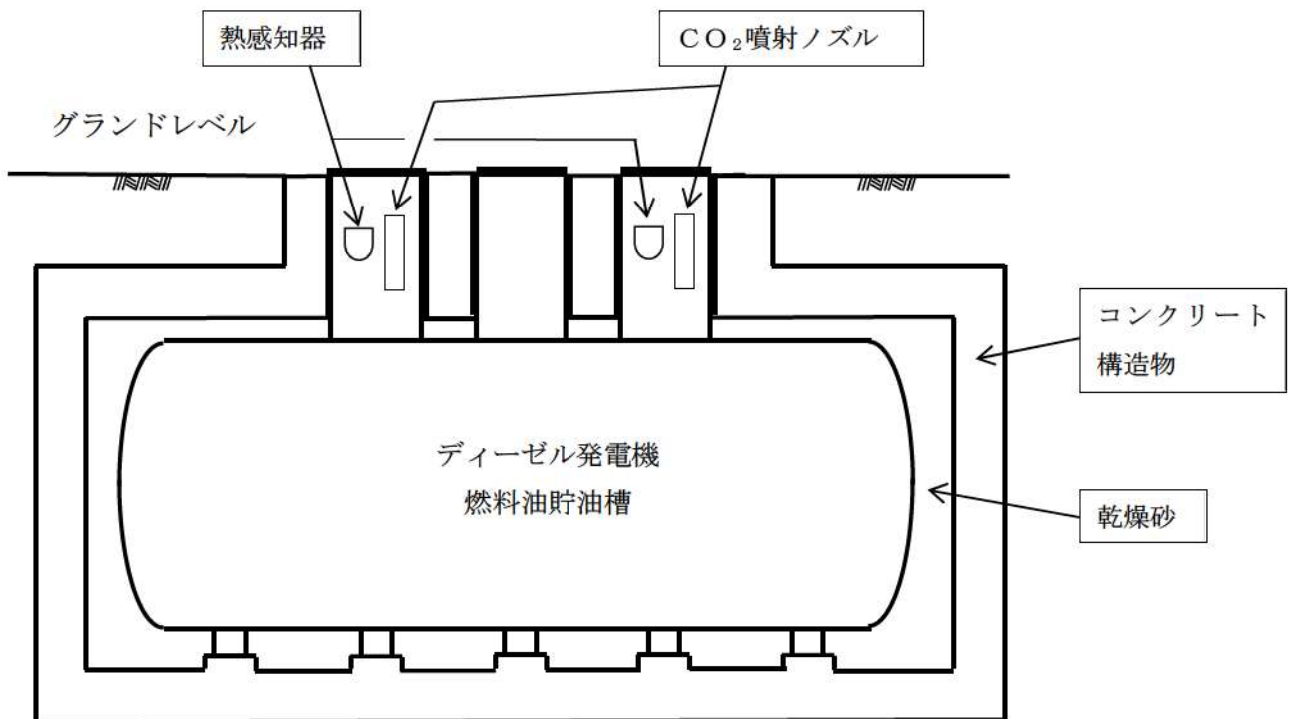 熱感知器
CO₂噴射ノズル
グランドレベル
コンクリート
構造物
ディーゼル発電機
燃料油貯油槽
乾燥砂